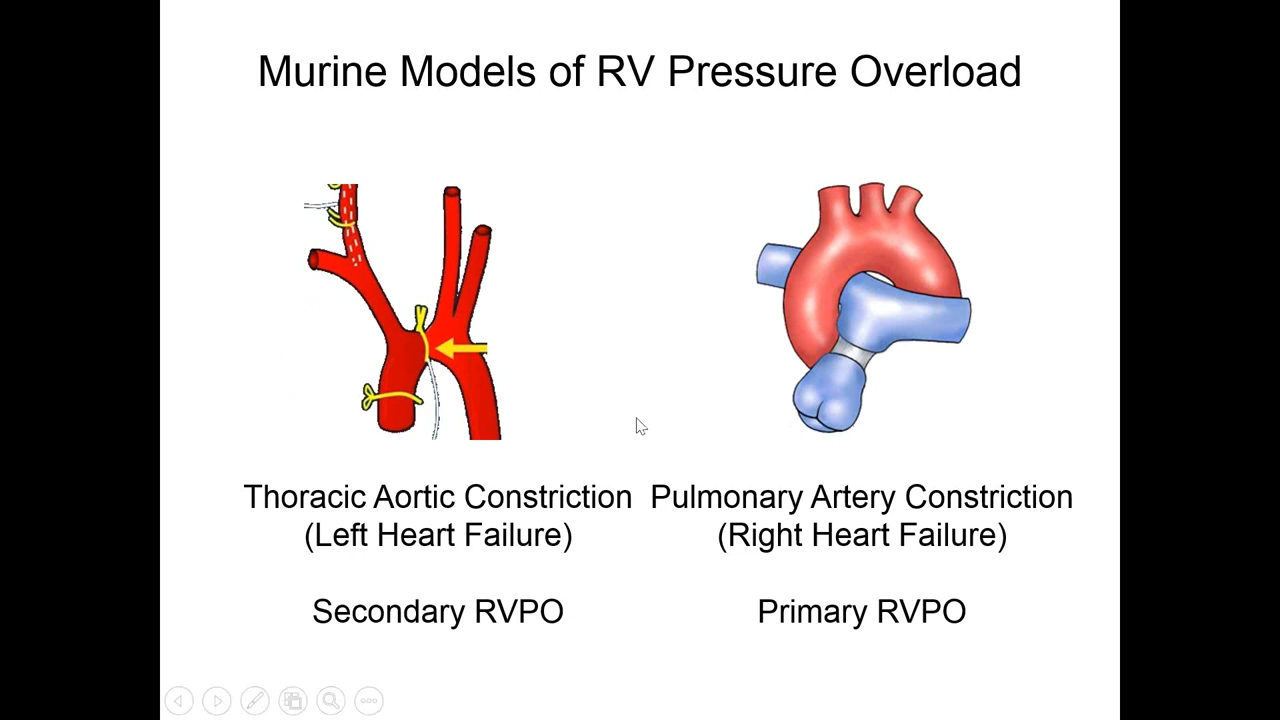 Murine Models of RV Pressure Overload
Thoracic Aortic Constriction
(Left Heart Failure)
Secondary RVPO
Pulmonary Artery Constriction
(Right Heart Failure)
Primary RVPO